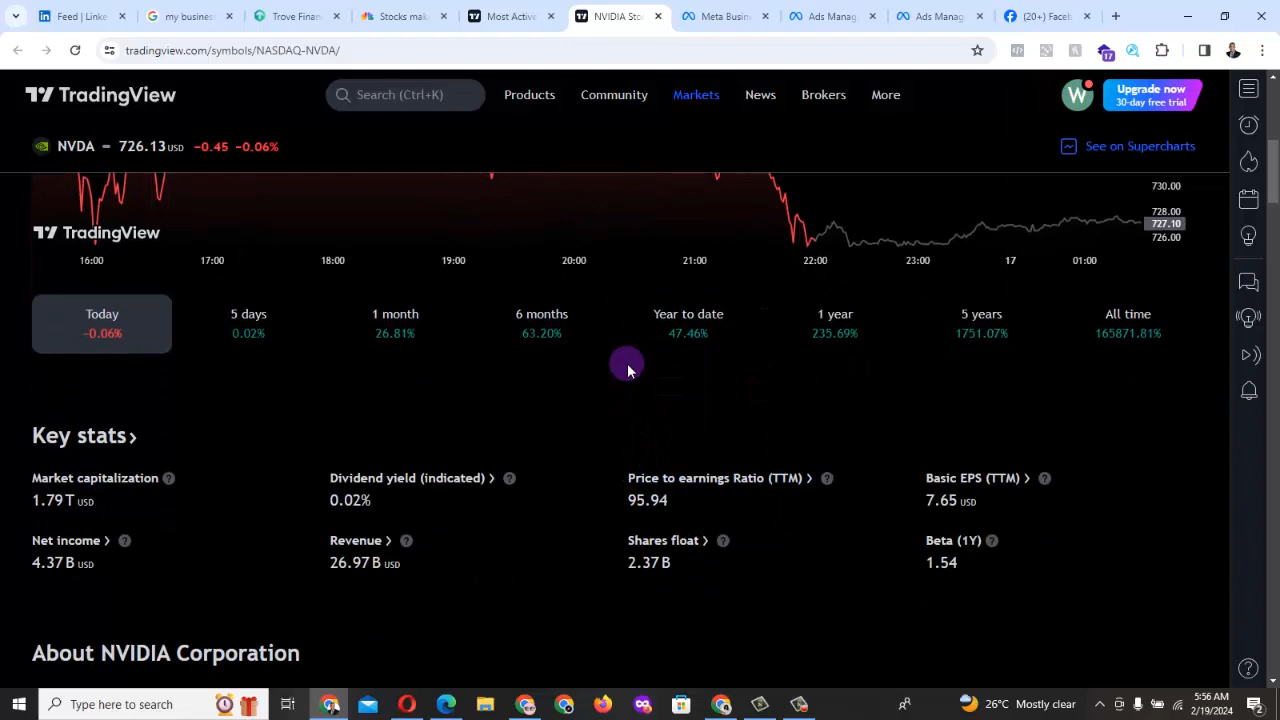 Feed | Linke
my business
Trove Finan
Stocks mak
Most Active
NVIDIA Sto
Meta Busin
Ads Manag
Ads Manag
(20+) Faceb
tradingview.com/symbols/NASDAQ-NVDA/
17
TradingView
Search (Ctrl+K)
Products
Community
Markets
News
Brokers
More
W
Upgrade now
30-day free trial
NVDA − 726.13 USD −0.45 −0.06%
See on Supercharts
730.00
728.00
727.10
726.00
TradingView
16:00 17:00 18:00 19:00 20:00 21:00 22:00 23:00 17 01:00
Today 5 days 1 month 6 months Year to date 1 year 5 years All time
−0.06% 0.02% 26.81% 63.20% 47.46% 235.69% 1751.07% 165871.81%
Key stats
Market capitalization Dividend yield (indicated) Price to earnings Ratio (TTM) Basic EPS (TTM)
1.79 T USD 0.02% 95.94 7.65 USD
Net income Revenue Shares float Beta (1Y)
4.37 B USD 26.97 B USD 2.37 B 1.54
About NVIDIA Corporation
Type here to search
26°C Mostly clear
5:56 AM
2/19/2024